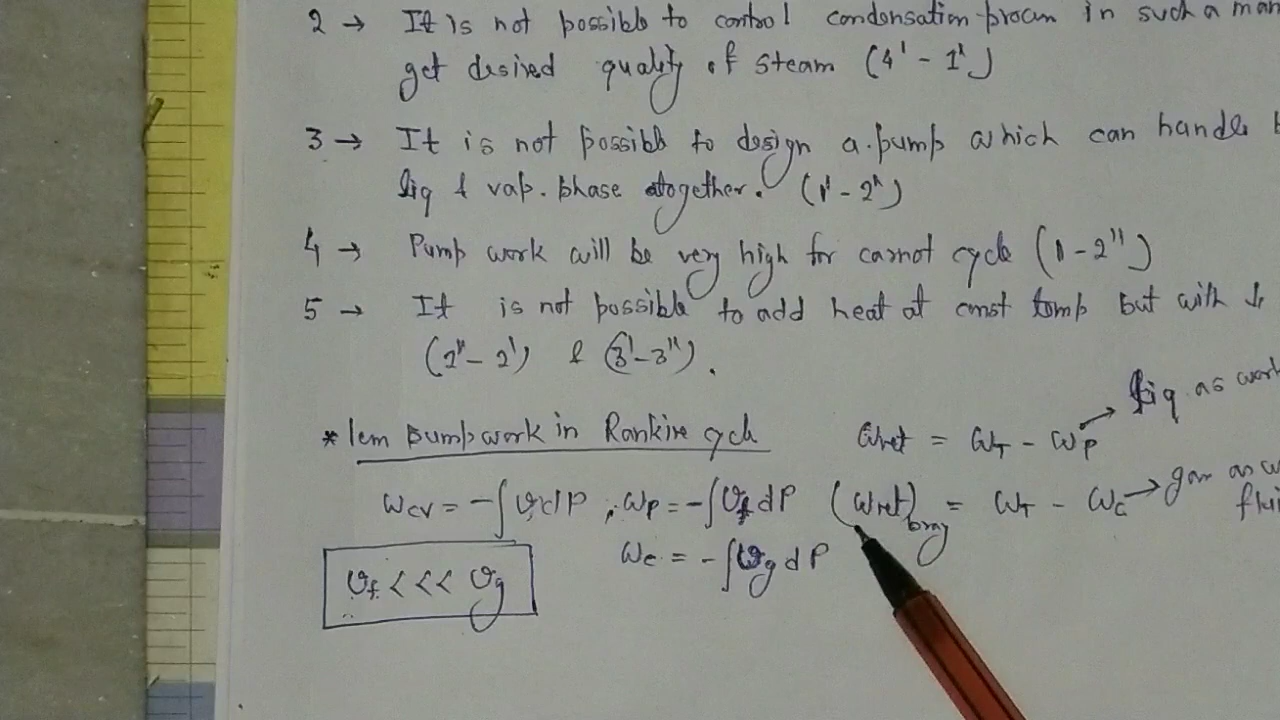 2 → It is not possible to control condensation process in such a man
get desired quality of steam (4' - 1')
3 → It is not possible to design a pump which can handle
liq & vap. phase altogether. (1' - 2')
4 → Pump work will be very high for carnot cycle (1 - 2")
5 → It is not possible to add heat at const temp but with
(2" - 2') & (3' - 3").
* less pump work in Rankine cycle
Wnet = WT - WP → liq as work
Wcv = -∫vdP ; WP = -∫vf dP (Wnet)bray = WT - WC → gas as w
flui
WC = -∫vg dP
vf <<< vg